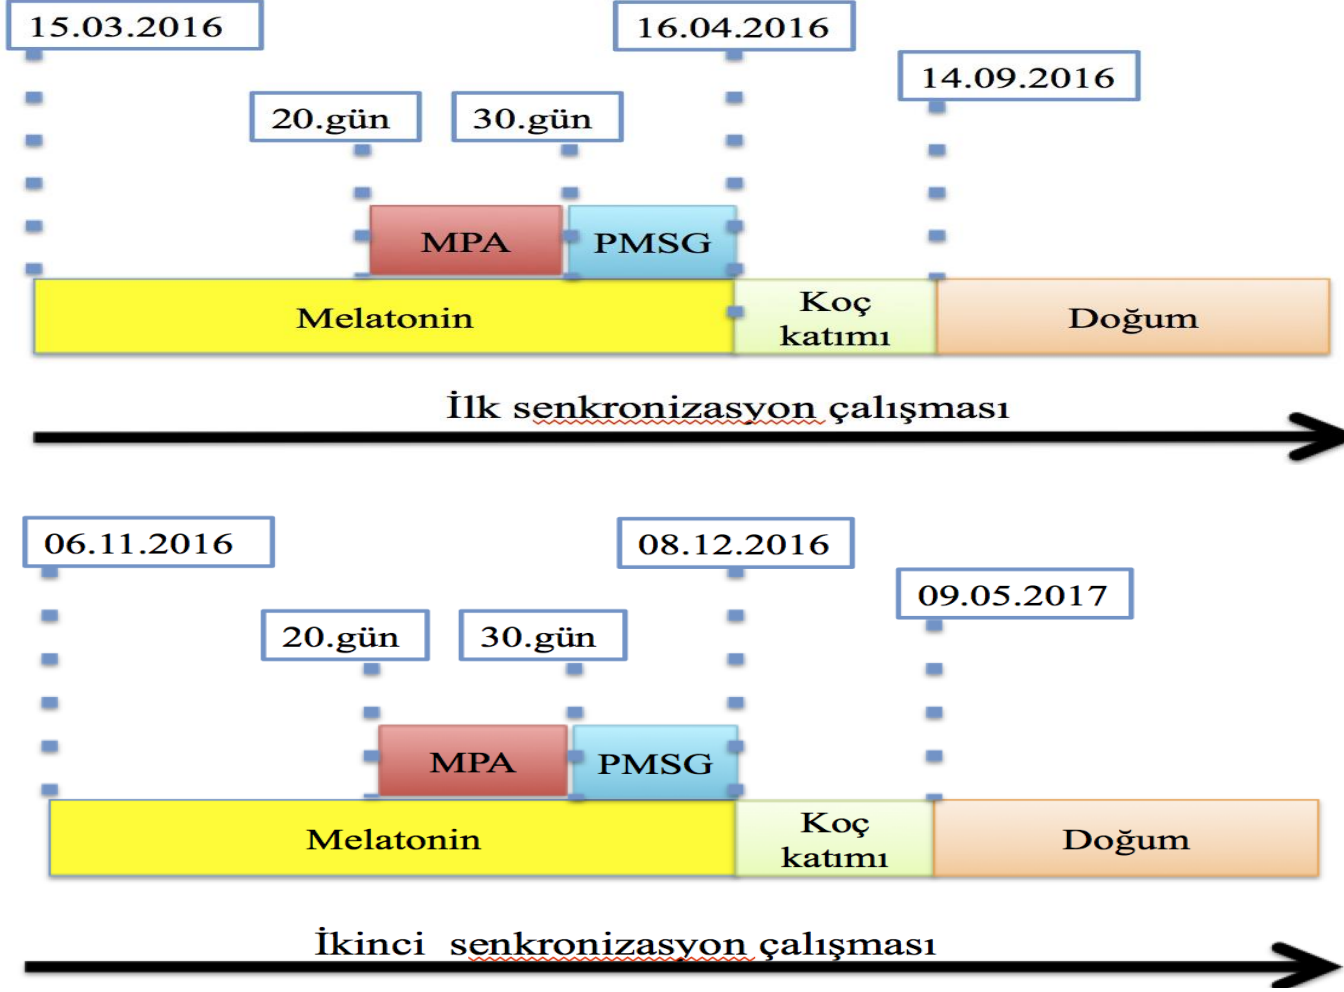 15.03.2016
16.04.2016
14.09.2016
20.gün
30.gün
MPA
PMSG
Melatonin
Koç
katımı
Doğum
İlk senkronizasyon çalışması
06.11.2016
08.12.2016
09.05.2017
20.gün
30.gün
MPA
PMSG
Melatonin
Koç
katımı
Doğum
İkinci senkronizasyon çalışması